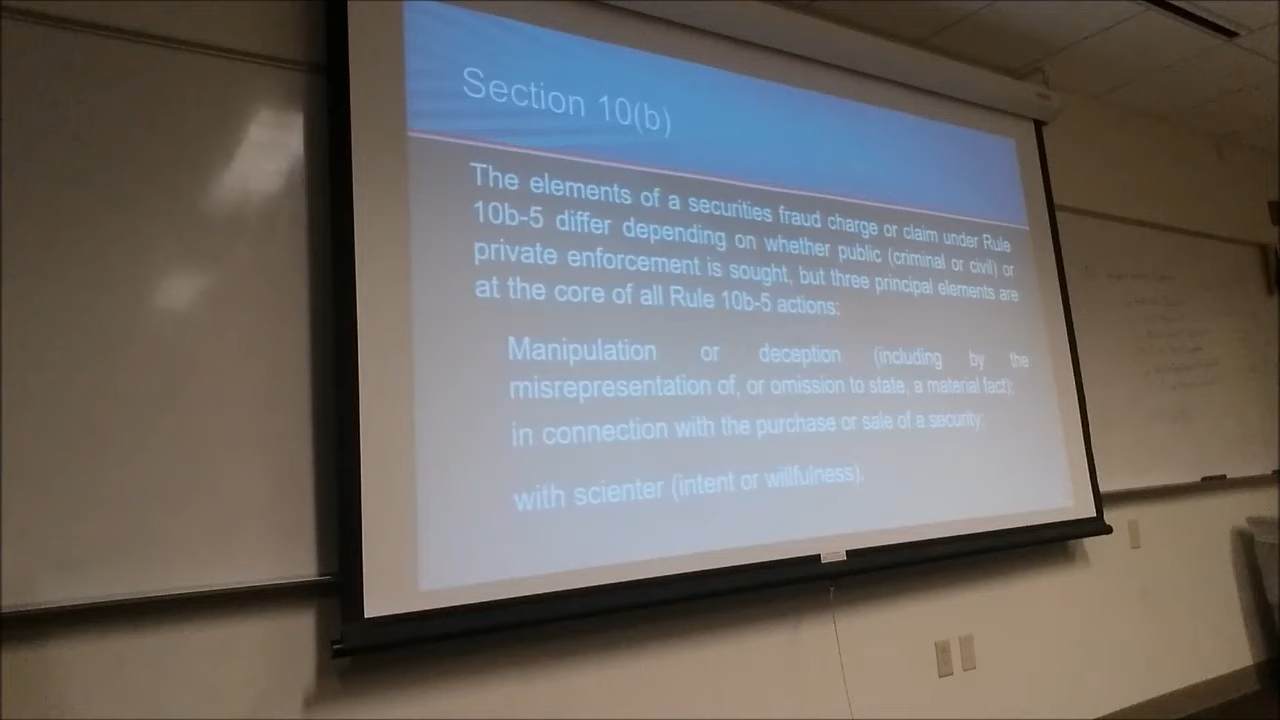 Section 10(b)
The elements of a securities fraud charge or claim under Rule
10b-5 differ depending on whether public (criminal or civil) or
private enforcement is sought, but three principal elements are
at the core of all Rule 10b-5 actions:
Manipulation or deception (including by the
misrepresentation of, or omission to state, a material fact);
in connection with the purchase or sale of a security;
with scienter (intent or willfulness).